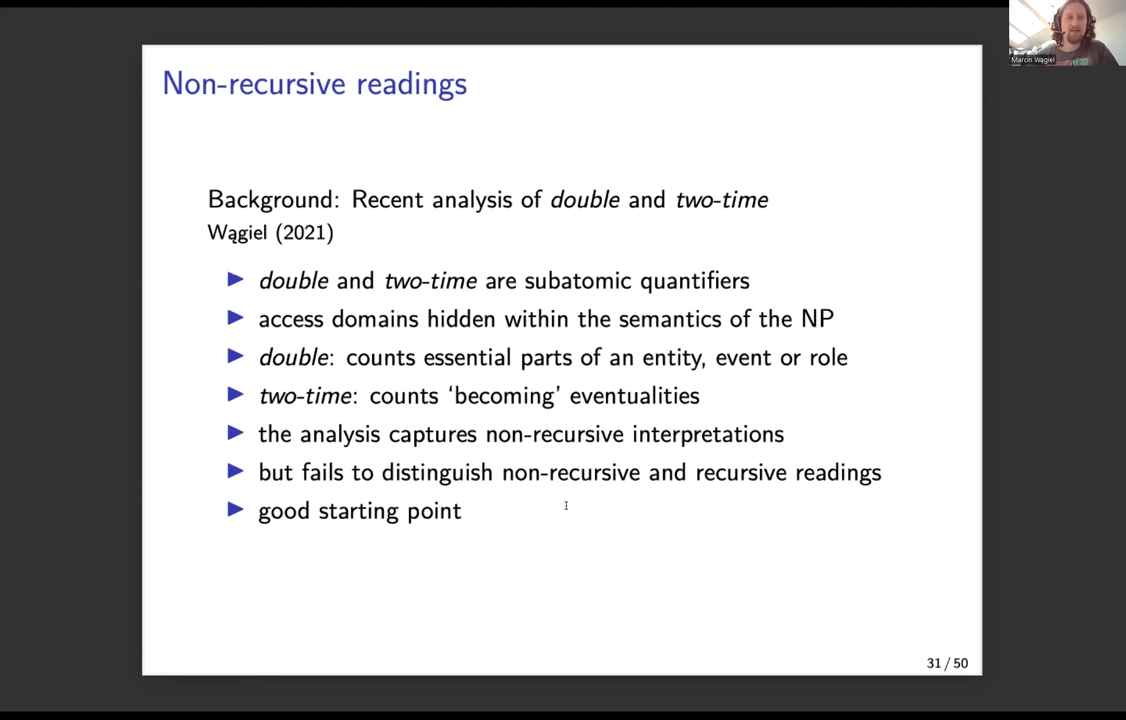 Marcin Wągiel
Non-recursive readings
Background: Recent analysis of double and two-time
Wągiel (2021)
▶ double and two-time are subatomic quantifiers
▶ access domains hidden within the semantics of the NP
▶ double: counts essential parts of an entity, event or role
▶ two-time: counts ‘becoming’ eventualities
▶ the analysis captures non-recursive interpretations
▶ but fails to distinguish non-recursive and recursive readings
▶ good starting point
31 / 50